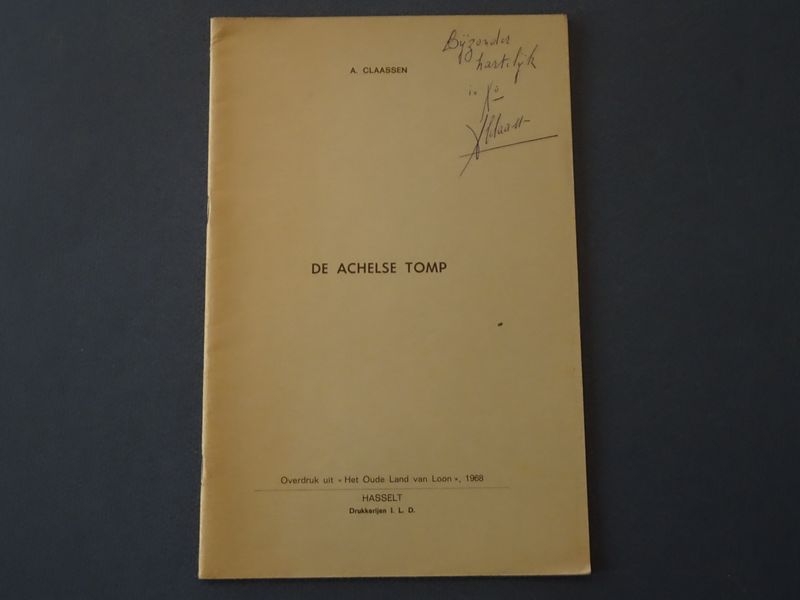 Bijzonder
hartelijk
A. CLAASSEN
DE ACHELSE TOMP
Overdruk uit « Het Oude Land van Loon », 1968
HASSELT
Drukkerijen I. L. D.